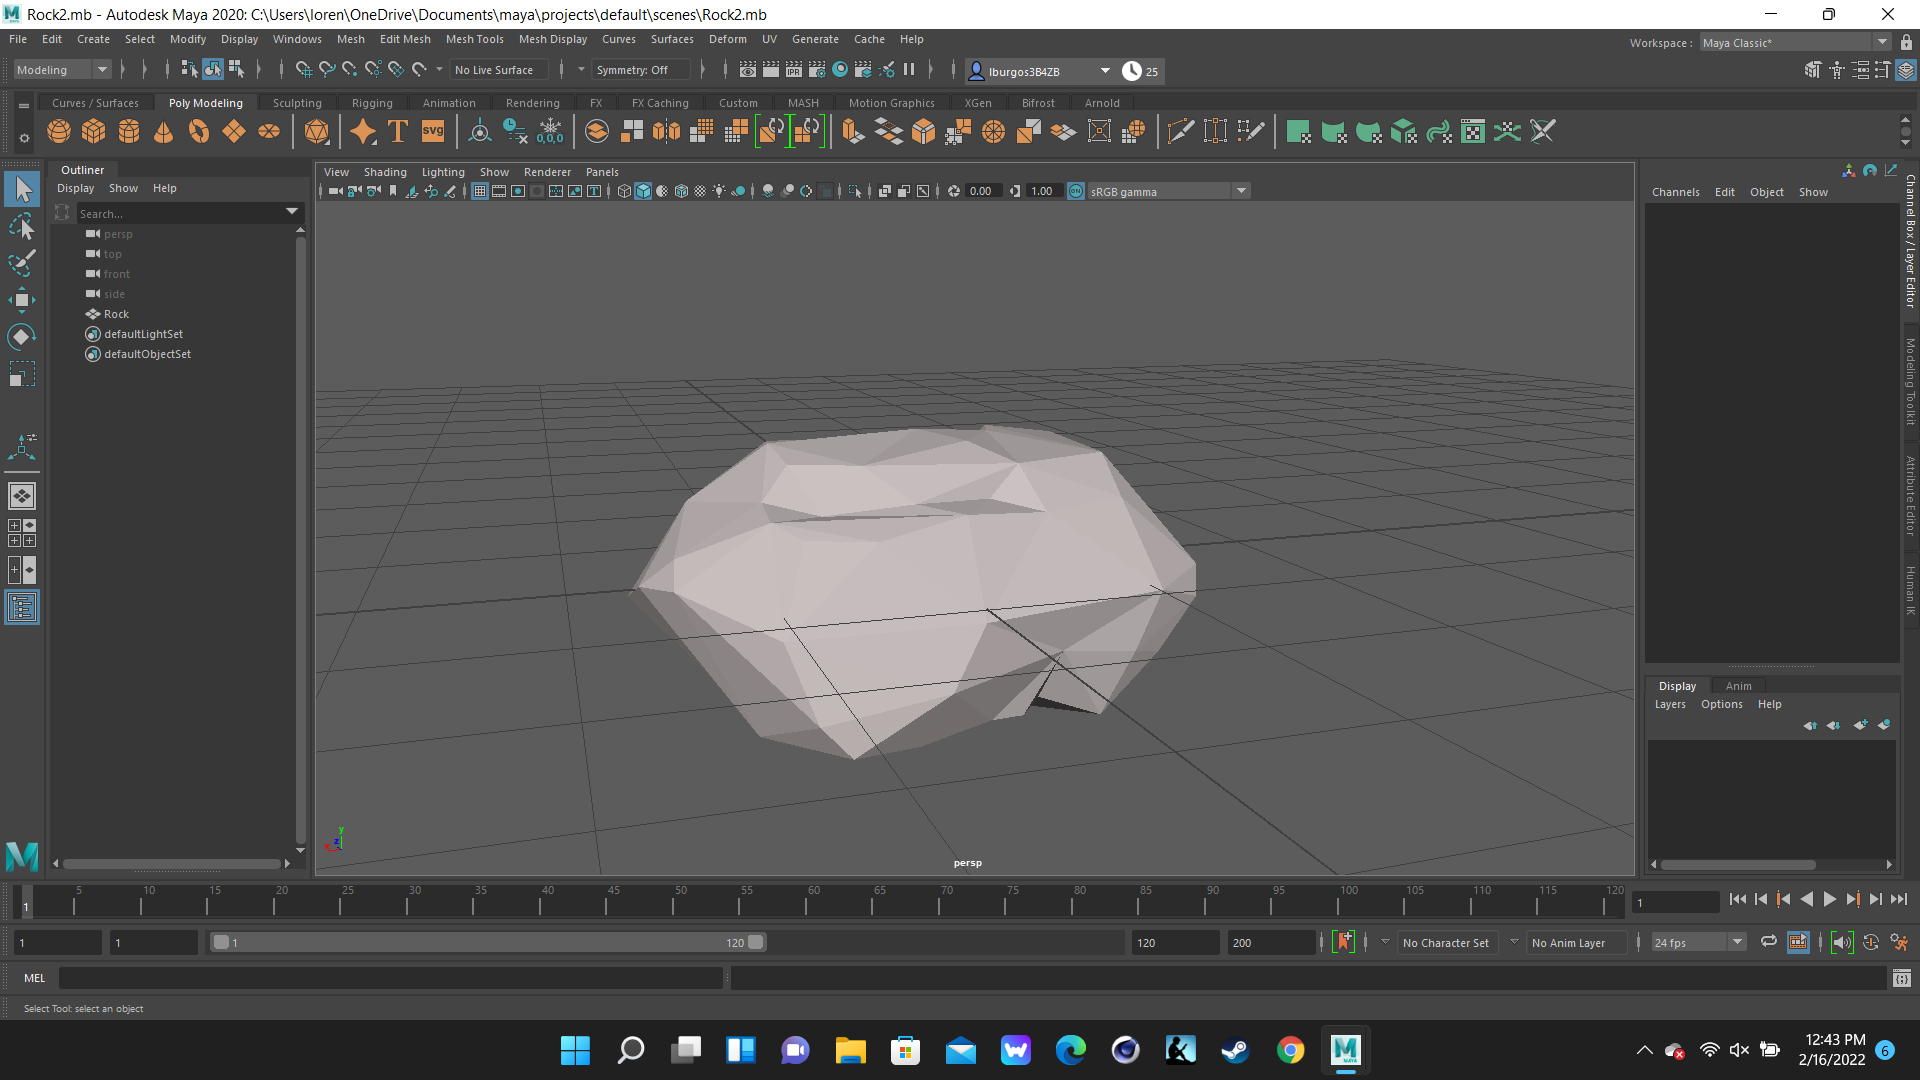 Rock2.mb - Autodesk Maya 2020: C:\Users\loren\OneDrive\Documents\maya\projects\default\scenes\Rock2.mb
File Edit Create Select Modify Display Windows Mesh Edit Mesh Mesh Tools Mesh Display Curves Surfaces Deform UV Generate Cache Help
Workspace : Maya Classic*
Modeling No Live Surface Symmetry: Off IPR lburgos3B4ZB 25
Curves / Surfaces Poly Modeling Sculpting Rigging Animation Rendering FX FX Caching Custom MASH Motion Graphics XGen Bifrost Arnold
T SVG 0,0,0
Outliner
Display Show Help
Search...
persp
top
front
side
Rock
defaultLightSet
defaultObjectSet
View Shading Lighting Show Renderer Panels
0.00 1.00 ON sRGB gamma
y
z
persp
Channels Edit Object Show
Channel Box / Layer Editor
Modeling Toolkit
Attribute Editor
Human IK
Display Anim
Layers Options Help
5 10 15 20 25 30 35 40 45 50 55 60 65 70 75 80 85 90 95 100 105 110 115 120
1 1
1 1 1 120 120 200 No Character Set No Anim Layer 24 fps
MEL
Select Tool: select an object
MAYA
12:43 PM
2/16/2022
6